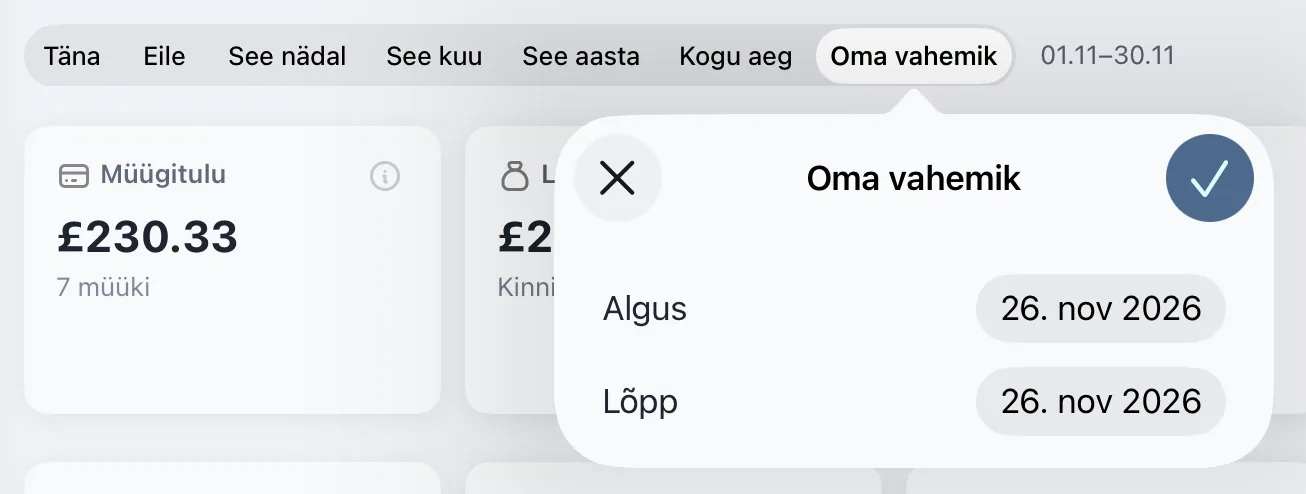 Täna Eile See nädal See kuu See aasta Kogu aeg Oma vahemik 01.11–30.11
Müügitulu
£230.33
7 müüki
Oma vahemik
Algus 26. nov 2026
Lõpp 26. nov 2026